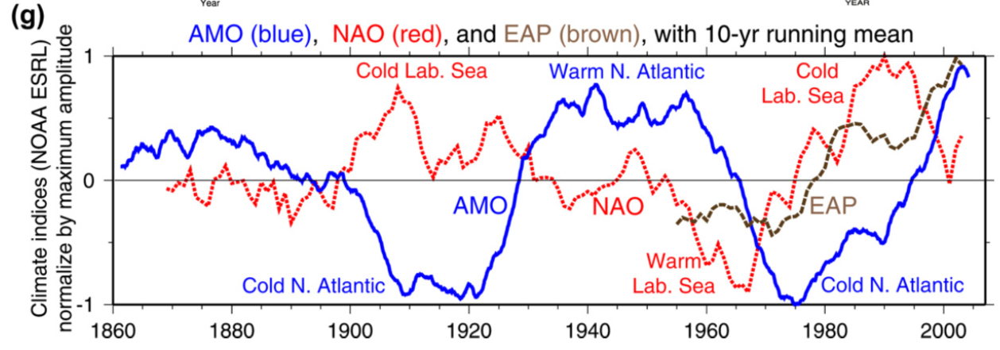 Year YEAR
(g)
AMO (blue), NAO (red), and EAP (brown), with 10-yr running mean
Climate indices (NOAA ESRL)
normalize by maximum amplitude
1
0
-1
Cold Lab. Sea
Warm N. Atlantic
Cold
Lab. Sea
AMO
NAO
EAP
Warm
Lab. Sea
Cold N. Atlantic
Cold N. Atlantic
1860 1880 1900 1920 1940 1960 1980 2000